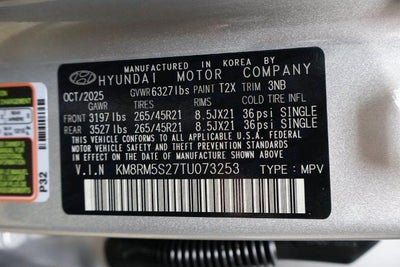 MANUFACTURED IN KOREA BY
HYUNDAI MOTOR COMPANY
OCT/2025 GVWR 6327lbs PAINT T2X TRIM 3NB
GAWR TIRES RIMS COLD TIRE INFL
FRONT 3197lbs 265/45R21 8.5JX21 36psi SINGLE
REAR 3527lbs 265/45R21 8.5JX21 36psi SINGLE
THIS VEHICLE CONFORMS TO ALL APPLICABLE U.S.A. FEDERAL
MOTOR VEHICLE SAFETY AND THEFT PREVENTION STANDARDS
IN EFFECT ON THE DATE OF MANUFACTURE SHOWN ABOVE.
V.I.N KM8RM5S27TU073253 TYPE : MPV
P32